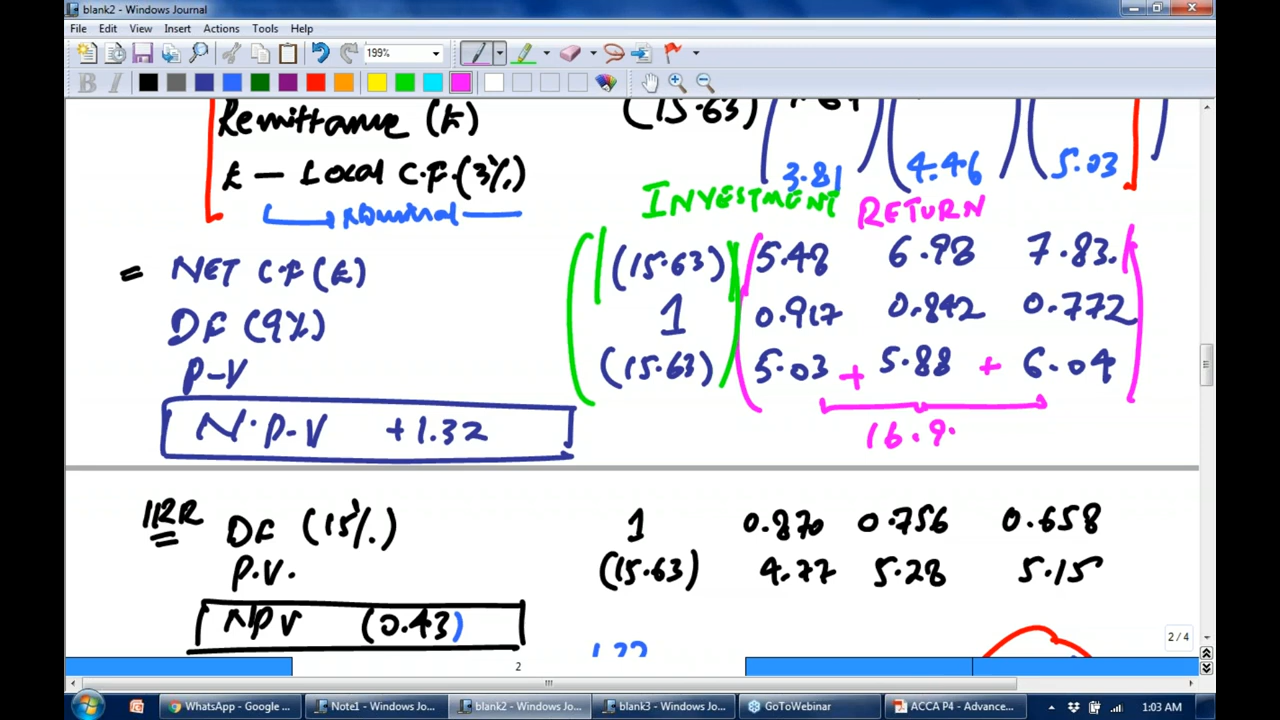 blank2 - Windows Journal
File Edit View Insert Actions Tools Help
199%
B I
Remittance (£)
£ — Local C.F. (3%)
nominal
(15.63)
3.81 4.46 5.03
INVESTMENT RETURN
= NET C.F (£) (15.63) 5.48 6.98 7.83.
DF (9%) 1 0.917 0.842 0.772
P-V (15.63) 5.03 + 5.88 + 6.04
N.P-V +1.32
16.9.
IRR DF (15%) 1 0.870 0.756 0.658
P.V. (15.63) 4.77 5.28 5.15
NPV (0.43)
2/4
2
WhatsApp - Google ... Note1 - Windows Jo... blank2 - Windows Jo... blank3 - Windows Jo... GoToWebinar ACCA P4 - Advance... 1:03 AM